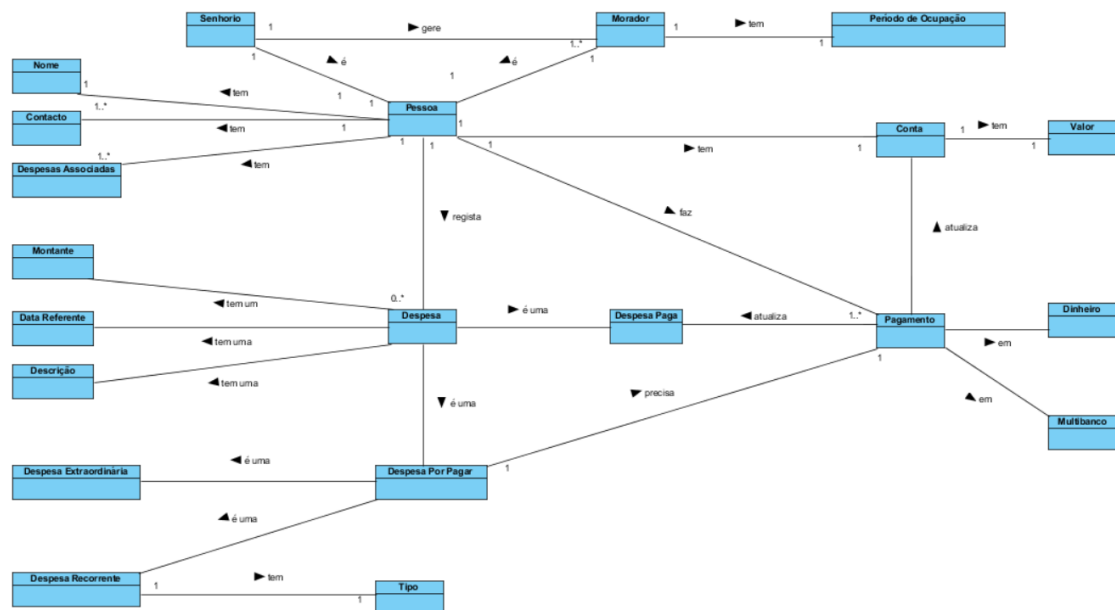 Senhorio
Morador
Período de Ocupação
1
gere
1
tem
1
1..*
1
1
é
é
1
Nome
1
tem
1
1
Pessoa
1..*
Contacto
tem
1
1
Conta
1
tem
Valor
1..*
1
1
1
tem
1
1
Despesas Associadas
tem
regista
faz
atualiza
Montante
0..*
tem um
Data Referente
Despesa
é uma
Despesa Paga
atualiza
1..*
Pagamento
Dinheiro
tem uma
em
Descrição
1
tem uma
é uma
precisa
em
Multibanco
Despesa Extraordinária
é uma
Despesa Por Pagar
1
é uma
Despesa Recorrente
1
tem
1
Tipo